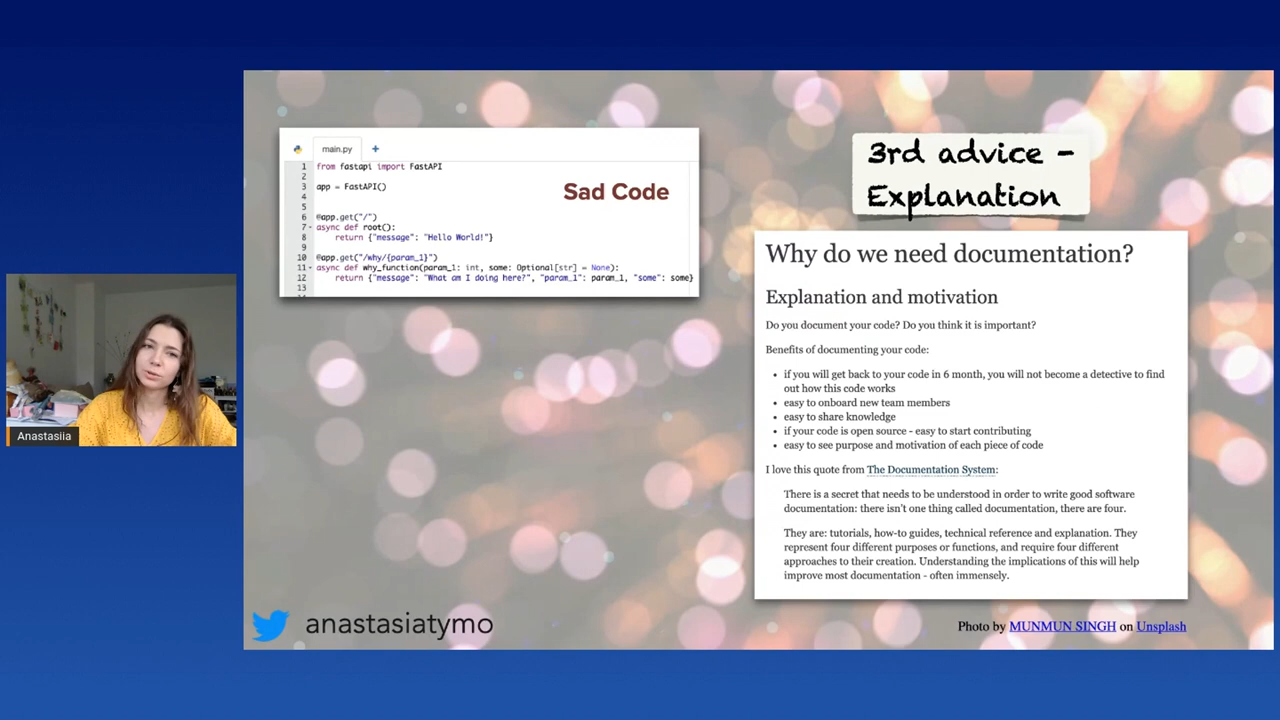 main.py +
1 from fastapi import FastAPI
2
3 app = FastAPI()
4
5
6 @app.get("/")
7 async def root():
8 return {"message": "Hello World!"}
9
10 @app.get("/why/{param_1}")
11 async def why_function(param_1: int, some: Optional[str] = None):
12 return {"message": "What am I doing here?", "param_1": param_1, "some": some}
13
14
Sad Code
3rd advice -
Explanation
Why do we need documentation?
Explanation and motivation
Do you document your code? Do you think it is important?
Benefits of documenting your code:
• if you will get back to your code in 6 month, you will not become a detective to find
out how this code works
• easy to onboard new team members
• easy to share knowledge
• if your code is open source - easy to start contributing
• easy to see purpose and motivation of each piece of code
I love this quote from The Documentation System:
There is a secret that needs to be understood in order to write good software
documentation: there isn't one thing called documentation, there are four.
They are: tutorials, how-to guides, technical reference and explanation. They
represent four different purposes or functions, and require four different
approaches to their creation. Understanding the implications of this will help
improve most documentation - often immensely.
Anastasiia
anastasiatymo
Photo by MUNMUN SINGH on Unsplash